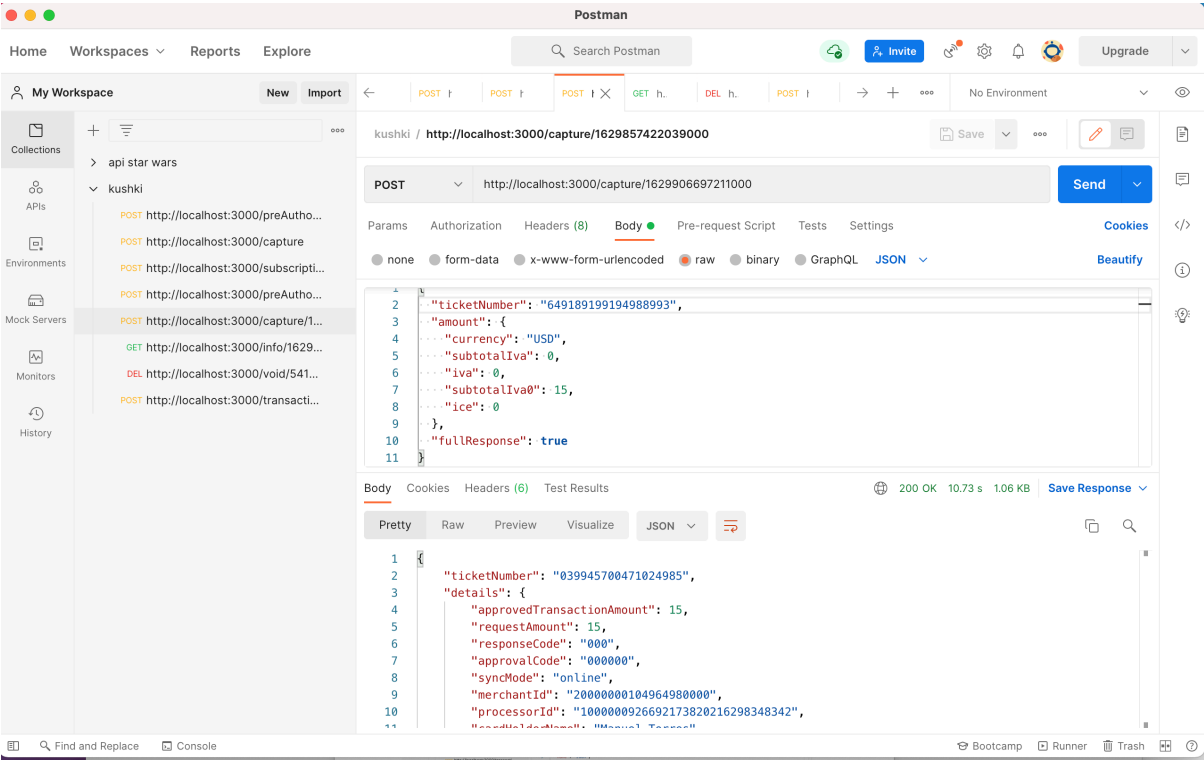 Postman
Home Workspaces Reports Explore Search Postman Invite Upgrade
My Workspace New Import POST POST POST GET h.. DEL h.. POST No Environment
Collections
APIs
Environments
Mock Servers
Monitors
History
api star wars
kushki
POST http://localhost:3000/preAutho...
POST http://localhost:3000/capture
POST http://localhost:3000/subscripti...
POST http://localhost:3000/preAutho...
POST http://localhost:3000/capture/1...
GET http://localhost:3000/info/1629...
DEL http://localhost:3000/void/541...
POST http://localhost:3000/transacti...
kushki / http://localhost:3000/capture/1629857422039000 Save
POST http://localhost:3000/capture/1629906697211000 Send
Params Authorization Headers (8) Body Pre-request Script Tests Settings Cookies
none form-data x-www-form-urlencoded raw binary GraphQL JSON Beautify
1 {
2 "ticketNumber": "649189199194988993",
3 "amount": {
4 "currency": "USD",
5 "subtotalIva": 0,
6 "iva": 0,
7 "subtotalIva0": 15,
8 "ice": 0
9 },
10 "fullResponse": true
11 }
Body Cookies Headers (6) Test Results 200 OK 10.73 s 1.06 KB Save Response
Pretty Raw Preview Visualize JSON
1 {
2 "ticketNumber": "039945700471024985",
3 "details": {
4 "approvedTransactionAmount": 15,
5 "requestAmount": 15,
6 "responseCode": "000",
7 "approvalCode": "000000",
8 "syncMode": "online",
9 "merchantId": "20000000104964980000",
10 "processorId": "1000000926692173820216298348342",
11 "cardHolderName": "Manuel Torres"
Find and Replace Console Bootcamp Runner Trash